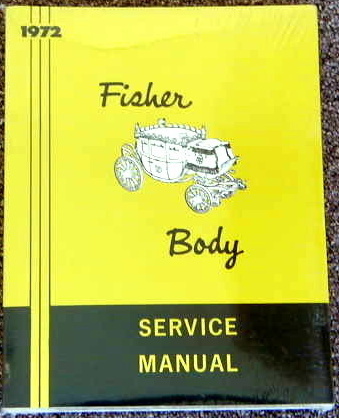 1972
Fisher
Body
SERVICE
MANUAL